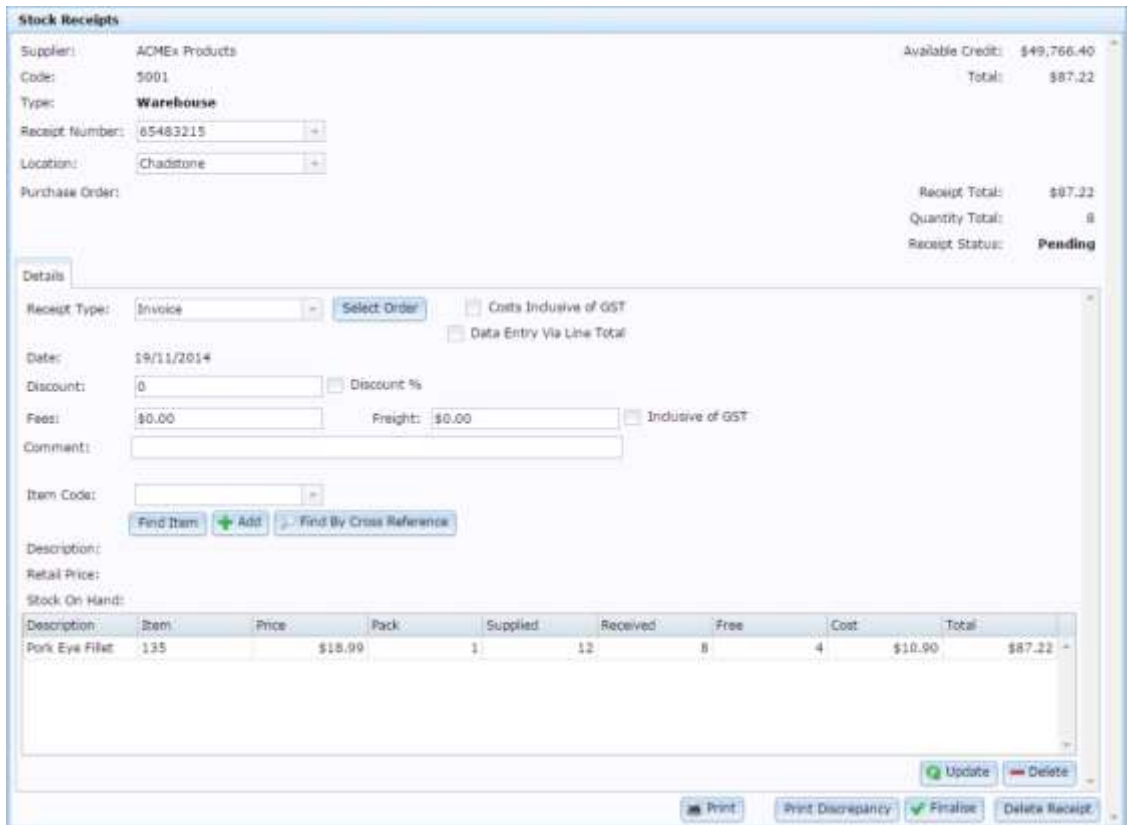 Stock Receipts
Supplier: ACMEx Products Available Credit: $49,766.40
Code: 5001 Total: $87.22
Type: Warehouse
Receipt Number: 65483215
Location: Chadstone
Purchase Order: Receipt Total: $87.22
Quantity Total: 8
Receipt Status: Pending
Details
Receipt Type: Invoice Select Order Costs Inclusive of GST
Data Entry Via Line Total
Date: 19/11/2014
Discount: 0 Discount %
Fees: $0.00 Freight: $0.00 Inclusive of GST
Comment:
Item Code:
Find Item Add Find By Cross Reference
Description:
Retail Price:
Stock On Hand:
Description Item Price Pack Supplied Received Free Cost Total
Pork Eye Fillet 135 $18.99 1 12 8 4 $10.90 $87.22
Update Delete
Print Print Discrepancy Finalise Delete Receipt